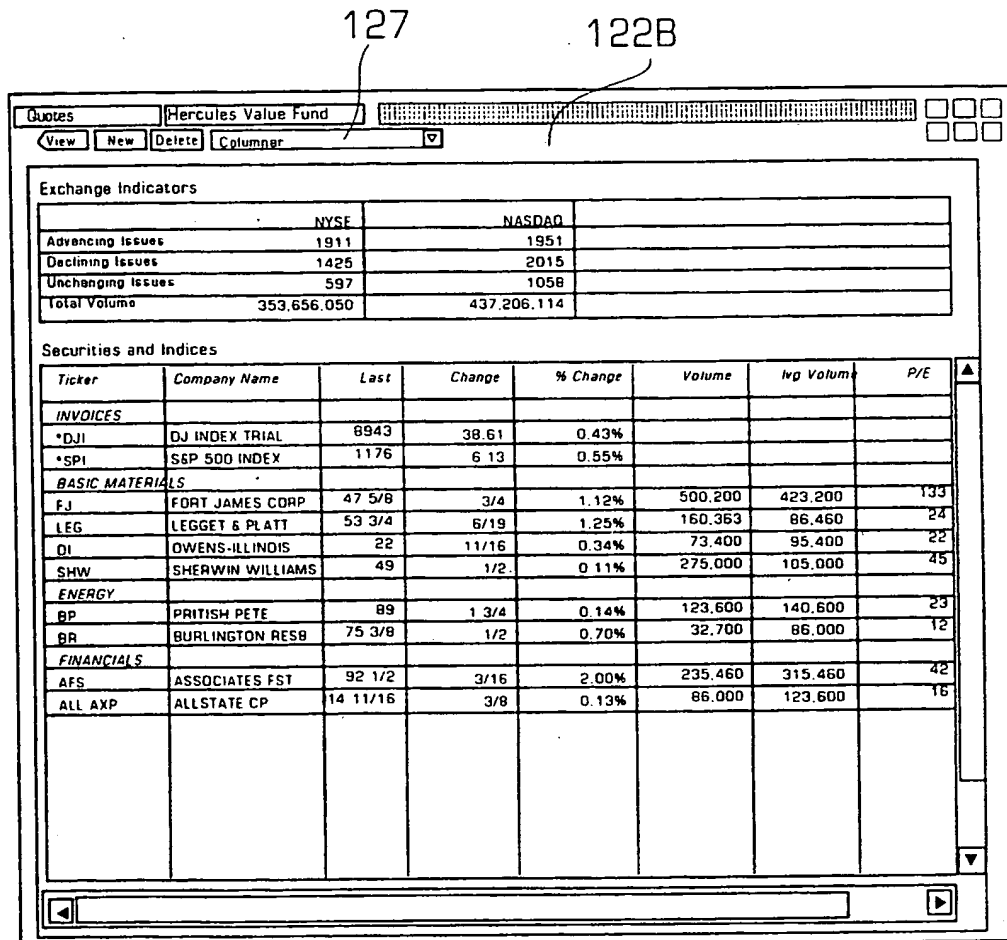 127 122B
Quotes Hercules Value Fund
View New Delete Columner
Exchange Indicators
NYSE NASDAQ
Advancing Issues 1911 1951
Declining Issues 1425 2015
Unchanging Issues 597 1058
Total Volume 353,656,050 437,206,114
Securities and Indices
Ticker Company Name Last Change % Change Volume lvg Volume P/E
INVOICES
*DJI DJ INDEX TRIAL 8943 38.61 0.43%
*SPI S&P 500 INDEX 1176 6 13 0.55%
BASIC MATERIALS
FJ FORT JAMES CORP 47 5/8 3/4 1.12% 500,200 423,200 133
LEG LEGGET & PLATT 53 3/4 6/19 1.25% 160,363 86,460 24
OI OWENS-ILLINOIS 22 11/16 0.34% 73,400 95,400 22
SHW SHERWIN WILLIAMS 49 1/2 0 11% 275,000 105,000 45
ENERGY
BP PRITISH PETE 89 1 3/4 0.14% 123,600 140,600 23
BR BURLINGTON RESB 75 3/8 1/2 0.70% 32,700 86,000 12
FINANCIALS
AFS ASSOCIATES FST 92 1/2 3/16 2.00% 235,460 315,460 42
ALL AXP ALLSTATE CP 14 11/16 3/8 0.13% 86,000 123,600 16